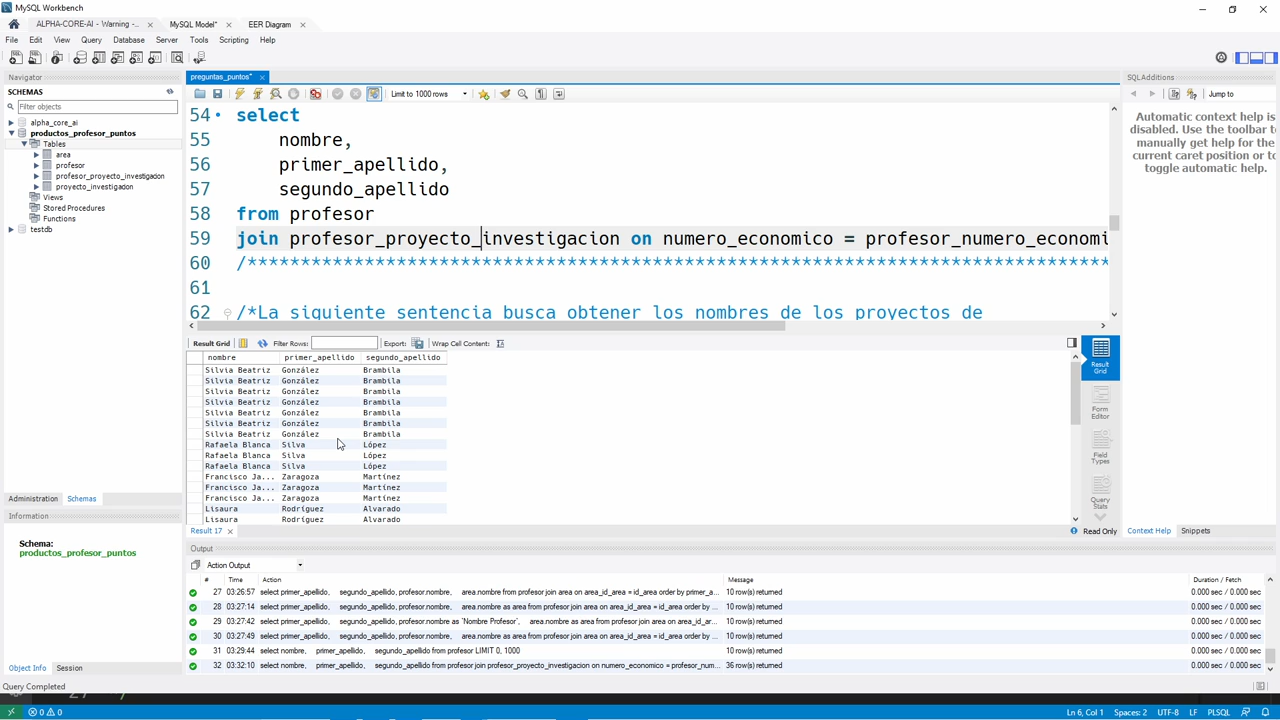 MySQL Workbench
ALPHA-CORE-AI - Warning -... × MySQL Model* × EER Diagram ×
File Edit View Query Database Server Tools Scripting Help
Navigator
SCHEMAS
Filter objects
alpha_core_ai
productos_profesor_puntos
Tables
area
profesor
profesor_proyecto_investigadon
proyecto_investigadon
Views
Stored Procedures
Functions
testdb
Administration Schemas
Information
Schema:
productos_profesor_puntos
Object Info Session
Query Completed
preguntas_puntos* ×
Limit to 1000 rows
54 select
55 nombre,
56 primer_apellido,
57 segundo_apellido
58 from profesor
59 join profesor_proyecto_investigacion on numero_economico = profesor_numero_economi
60 /**********************************************************************************
61
62 /*La siguiente sentencia busca obtener los nombres de los proyectos de
Result Grid Filter Rows: Export: Wrap Cell Content:
nombre primer_apellido segundo_apellido
Silvia Beatriz González Brambila
Silvia Beatriz González Brambila
Silvia Beatriz González Brambila
Silvia Beatriz González Brambila
Silvia Beatriz González Brambila
Silvia Beatriz González Brambila
Silvia Beatriz González Brambila
Rafaela Blanca Silva López
Rafaela Blanca Silva López
Rafaela Blanca Silva López
Francisco Ja... Zaragoza Martínez
Francisco Ja... Zaragoza Martínez
Francisco Ja... Zaragoza Martínez
Lisaura Rodríguez Alvarado
Lisaura Rodríguez Alvarado
Result 17 ×
Read Only
Result Grid
Form Editor
Field Types
Query Stats
SQLAdditions
Jump to
Automatic context help is
disabled. Use the toolbar t
manually get help for the
current caret position or to
toggle automatic help.
Context Help Snippets
Output
Action Output
# Time Action Message Duration / Fetch
27 03:26:57 select primer_apellido, segundo_apellido, profesor.nombre, area.nombre from profesor join area on area_id_area = id_area order by primer_a... 10 row(s) returned 0.000 sec / 0.000 sec
28 03:27:14 select primer_apellido, segundo_apellido, profesor.nombre, area.nombre as area from profesor join area on area_id_area = id_area order by ... 10 row(s) returned 0.000 sec / 0.000 sec
29 03:27:42 select primer_apellido, segundo_apellido, profesor.nombre as 'Nombre Profesor', area.nombre as area from profesor join area on area_id_ar... 10 row(s) returned 0.000 sec / 0.000 sec
30 03:27:49 select primer_apellido, segundo_apellido, profesor.nombre, area.nombre as area from profesor join area on area_id_area = id_area order by ... 10 row(s) returned 0.000 sec / 0.000 sec
31 03:29:44 select nombre, primer_apellido, segundo_apellido from profesor LIMIT 0, 1000 10 row(s) returned 0.000 sec / 0.000 sec
32 03:32:10 select nombre, primer_apellido, segundo_apellido from profesor join profesor_proyecto_investigacion on numero_economico = profesor_num... 36 row(s) returned 0.000 sec / 0.000 sec
0 0 Ln 6, Col 1 Spaces: 2 UTF-8 LF PLSQL